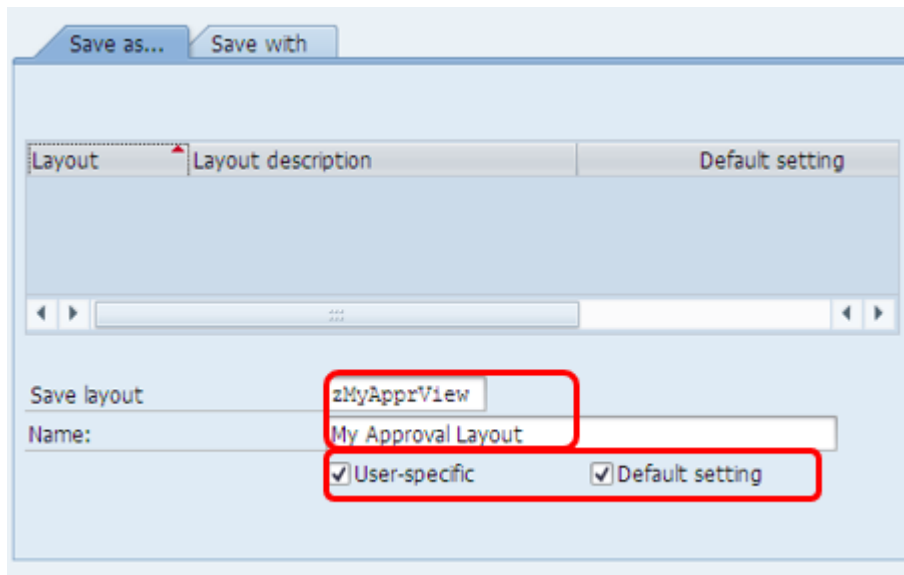 Save as... Save with
Layout Layout description Default setting
Save layout zMyApprView
Name: My Approval Layout
User-specific Default setting